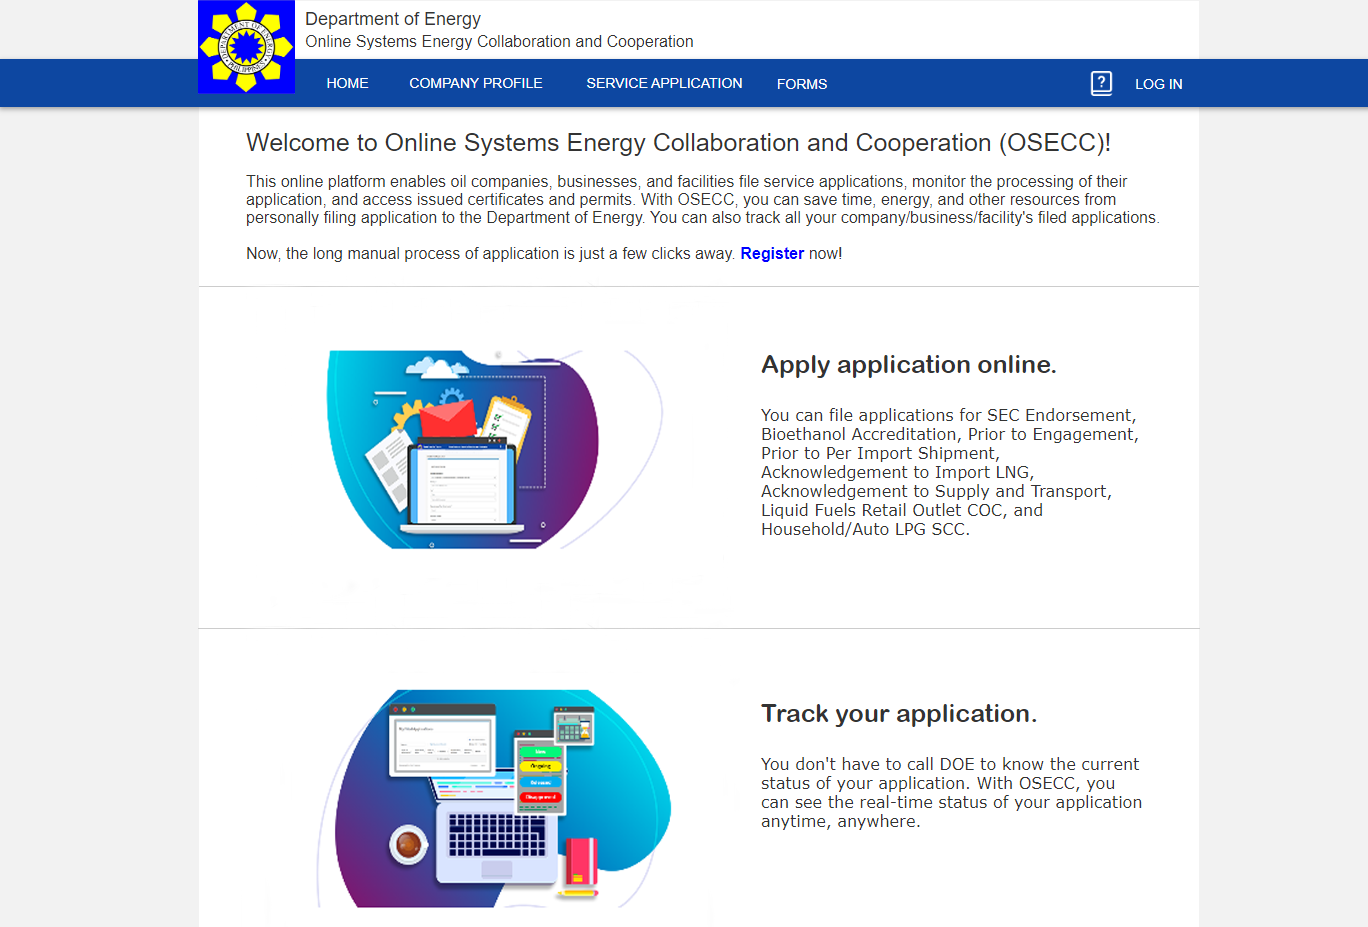 Department of Energy
Online Systems Energy Collaboration and Cooperation
DEPARTMENT OF ENERGY
PHILIPPINES
HOME COMPANY PROFILE SERVICE APPLICATION FORMS LOG IN
Welcome to Online Systems Energy Collaboration and Cooperation (OSECC)!
This online platform enables oil companies, businesses, and facilities file service applications, monitor the processing of their
application, and access issued certificates and permits. With OSECC, you can save time, energy, and other resources from
personally filing application to the Department of Energy. You can also track all your company/business/facility's filed applications.
Now, the long manual process of application is just a few clicks away. Register now!
Apply application online.
You can file applications for SEC Endorsement,
Bioethanol Accreditation, Prior to Engagement,
Prior to Per Import Shipment,
Acknowledgement to Import LNG,
Acknowledgement to Supply and Transport,
Liquid Fuels Retail Outlet COC, and
Household/Auto LPG SCC.
Ongoing
Disapproved
Track your application.
You don't have to call DOE to know the current
status of your application. With OSECC, you
can see the real-time status of your application
anytime, anywhere.